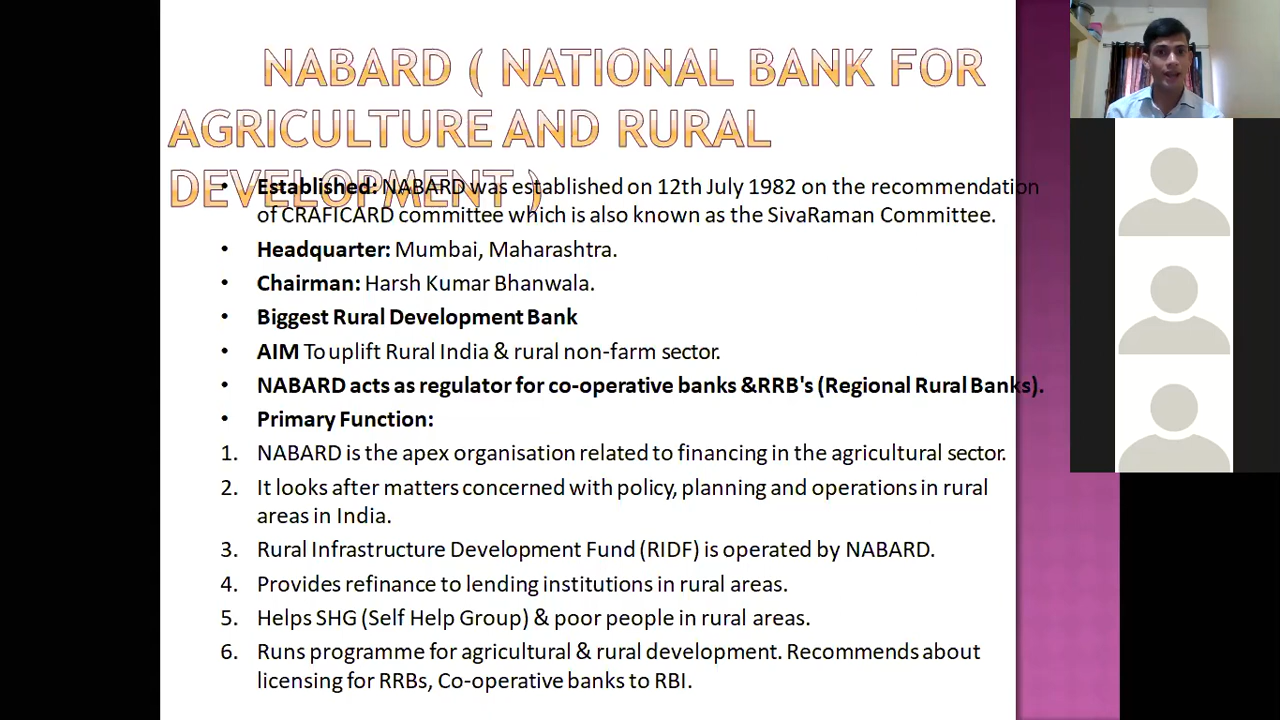 NABARD ( NATIONAL BANK FOR
AGRICULTURE AND RURAL
DEVELOPMENT )
• Established: NABARD was established on 12th July 1982 on the recommendation
of CRAFICARD committee which is also known as the SivaRaman Committee.
• Headquarter: Mumbai, Maharashtra.
• Chairman: Harsh Kumar Bhanwala.
• Biggest Rural Development Bank
• AIM To uplift Rural India & rural non-farm sector.
• NABARD acts as regulator for co-operative banks &RRB's (Regional Rural Banks).
• Primary Function:
1. NABARD is the apex organisation related to financing in the agricultural sector.
2. It looks after matters concerned with policy, planning and operations in rural
areas in India.
3. Rural Infrastructure Development Fund (RIDF) is operated by NABARD.
4. Provides refinance to lending institutions in rural areas.
5. Helps SHG (Self Help Group) & poor people in rural areas.
6. Runs programme for agricultural & rural development. Recommends about
licensing for RRBs, Co-operative banks to RBI.